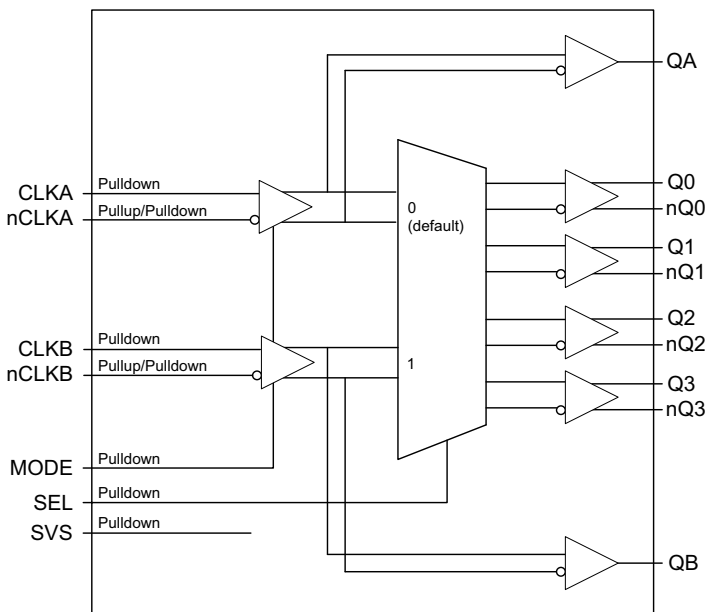 QA
CLKA
Pulldown
nCLKA
Pullup/Pulldown
0
(default)
Q0
nQ0
Q1
nQ1
CLKB
Pulldown
nCLKB
Pullup/Pulldown
1
Q2
nQ2
Q3
nQ3
MODE
Pulldown
SEL
Pulldown
SVS
Pulldown
QB